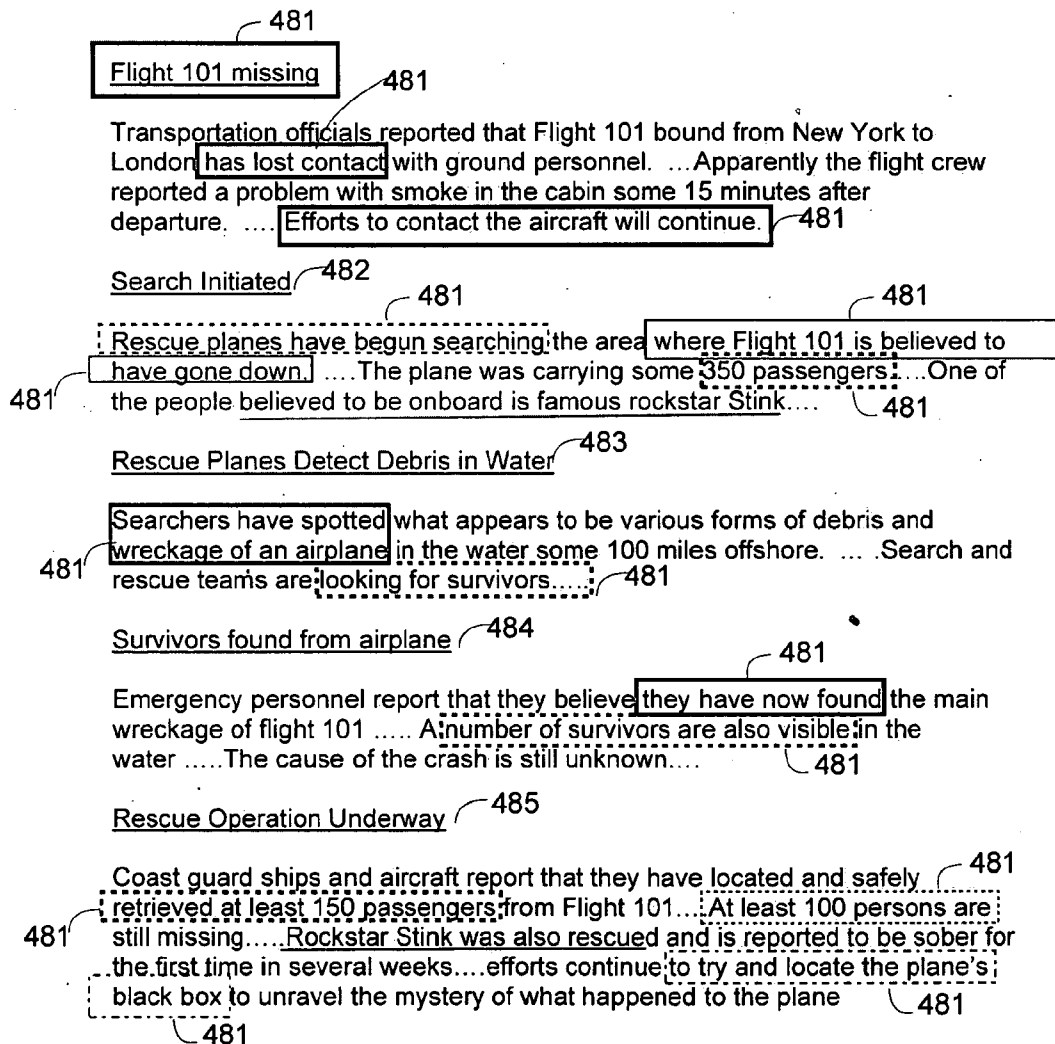 481
Flight 101 missing
481
Transportation officials reported that Flight 101 bound from New York to
London has lost contact with ground personnel. ...Apparently the flight crew
reported a problem with smoke in the cabin some 15 minutes after
departure. .... Efforts to contact the aircraft will continue. 481
Search Initiated 482
481 481
Rescue planes have begun searching the area where Flight 101 is believed to
have gone down. ....The plane was carrying some 350 passengers ....One of
481 the people believed to be onboard is famous rockstar Stink.... 481
Rescue Planes Detect Debris in Water 483
Searchers have spotted what appears to be various forms of debris and
wreckage of an airplane in the water some 100 miles offshore. ... .Search and
481 rescue teams are looking for survivors..... 481
Survivors found from airplane 484
481
Emergency personnel report that they believe they have now found the main
wreckage of flight 101 ..... A number of survivors are also visible in the
water .....The cause of the crash is still unknown.... 481
Rescue Operation Underway 485
Coast guard ships and aircraft report that they have located and safely 481
retrieved at least 150 passengers from Flight 101...At least 100 persons are
481 still missing.....Rockstar Stink was also rescued and is reported to be sober for
the first time in several weeks....efforts continue to try and locate the plane's
black box to unravel the mystery of what happened to the plane 481
481